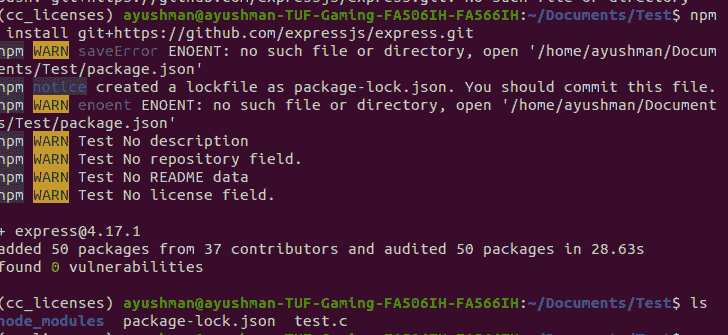 (cc_licenses) ayushman@ayushman-TUF-Gaming-FA506IH-FA566IH:~/Documents/Test$ npm
install git+https://github.com/expressjs/express.git
npm WARN saveError ENOENT: no such file or directory, open '/home/ayushman/Docum
ents/Test/package.json'
npm notice created a lockfile as package-lock.json. You should commit this file.
npm WARN enoent ENOENT: no such file or directory, open '/home/ayushman/Document
s/Test/package.json'
npm WARN Test No description
npm WARN Test No repository field.
npm WARN Test No README data
npm WARN Test No license field.
+ express@4.17.1
added 50 packages from 37 contributors and audited 50 packages in 28.63s
found 0 vulnerabilities
(cc_licenses) ayushman@ayushman-TUF-Gaming-FA506IH-FA566IH:~/Documents/Test$ ls
node_modules package-lock.json test.c